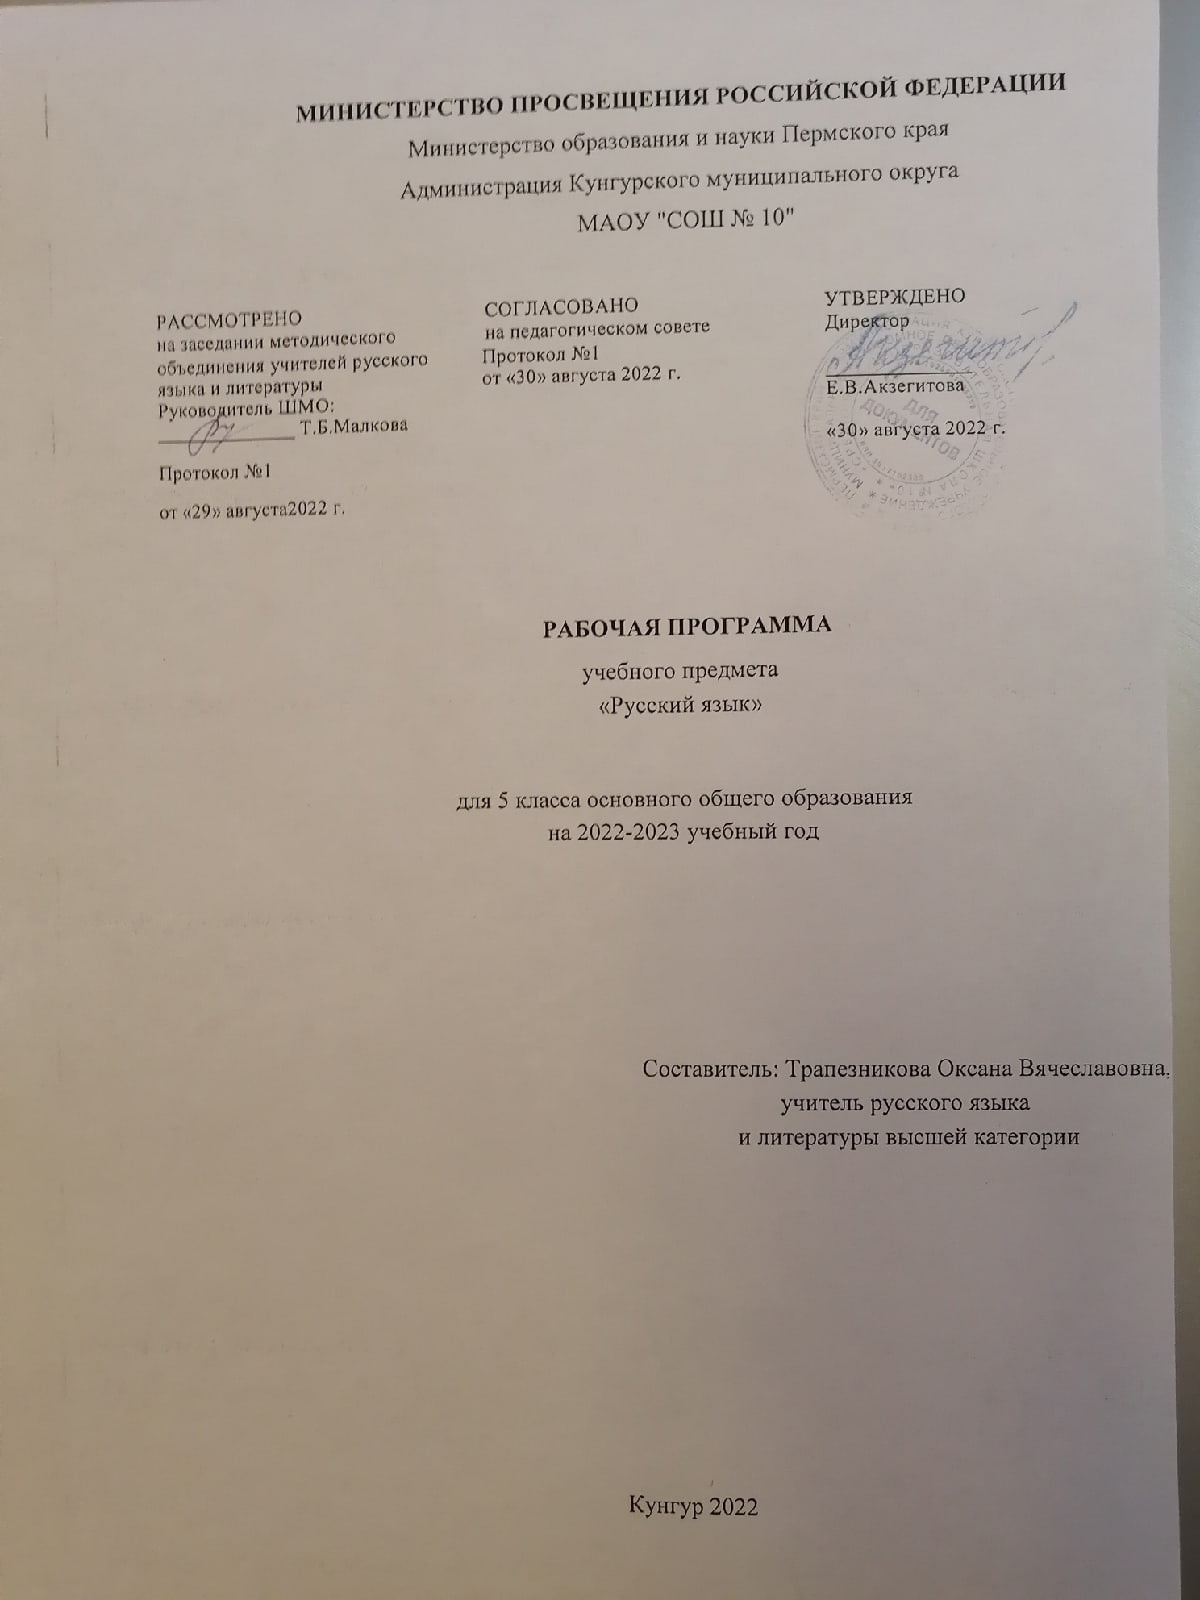 МИНИСТЕРСТВО ПРОСВЕЩЕНИЯ РОССИЙСКОЙ ФЕДЕРАЦИИ
Министерство образования и науки Пермского края
Администрация Кунгурского муниципального округа
МАОУ "СОШ № 10"
РАССМОТРЕНО
на заседании методического
объединения учителей русского
языка и литературы
Руководитель ШМО:
Т.Б.Малкова
Протокол №1
от «29» августа2022 г.
СОГЛАСОВАНО
на педагогическом совете
Протокол №1
от «30» августа 2022 г.
УТВЕРЖДЕНО
Директор
Е.В.Акзегитова
«30» августа 2022 г.
ДЛЯ
ДОКУМЕНТОВ
РАБОЧАЯ ПРОГРАММА
учебного предмета
«Русский язык»
для 5 класса основного общего образования
на 2022-2023 учебный год
Составитель: Трапезникова Оксана Вячеславовна,
учитель русского языка
и литературы высшей категории
Кунгур 2022